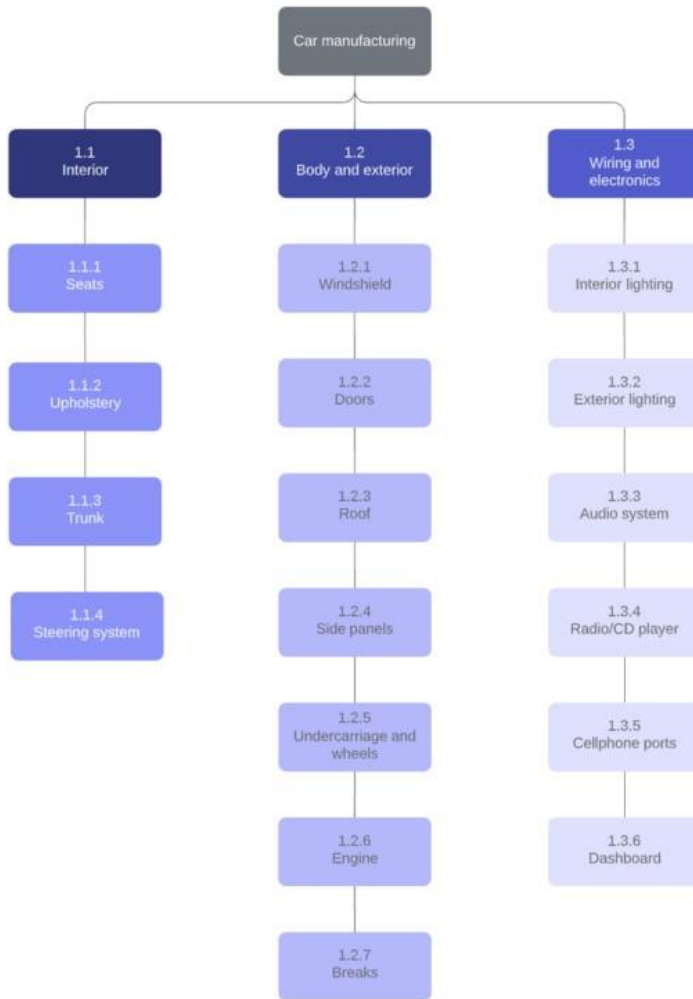 Car manufacturing
1.1
Interior
1.1.1
Seats
1.1.2
Upholstery
1.1.3
Trunk
1.1.4
Steering system
1.2
Body and exterior
1.2.1
Windshield
1.2.2
Doors
1.2.3
Roof
1.2.4
Side panels
1.2.5
Undercarriage and
wheels
1.2.6
Engine
1.2.7
Breaks
1.3
Wiring and
electronics
1.3.1
Interior lighting
1.3.2
Exterior lighting
1.3.3
Audio system
1.3.4
Radio/CD player
1.3.5
Cellphone ports
1.3.6
Dashboard